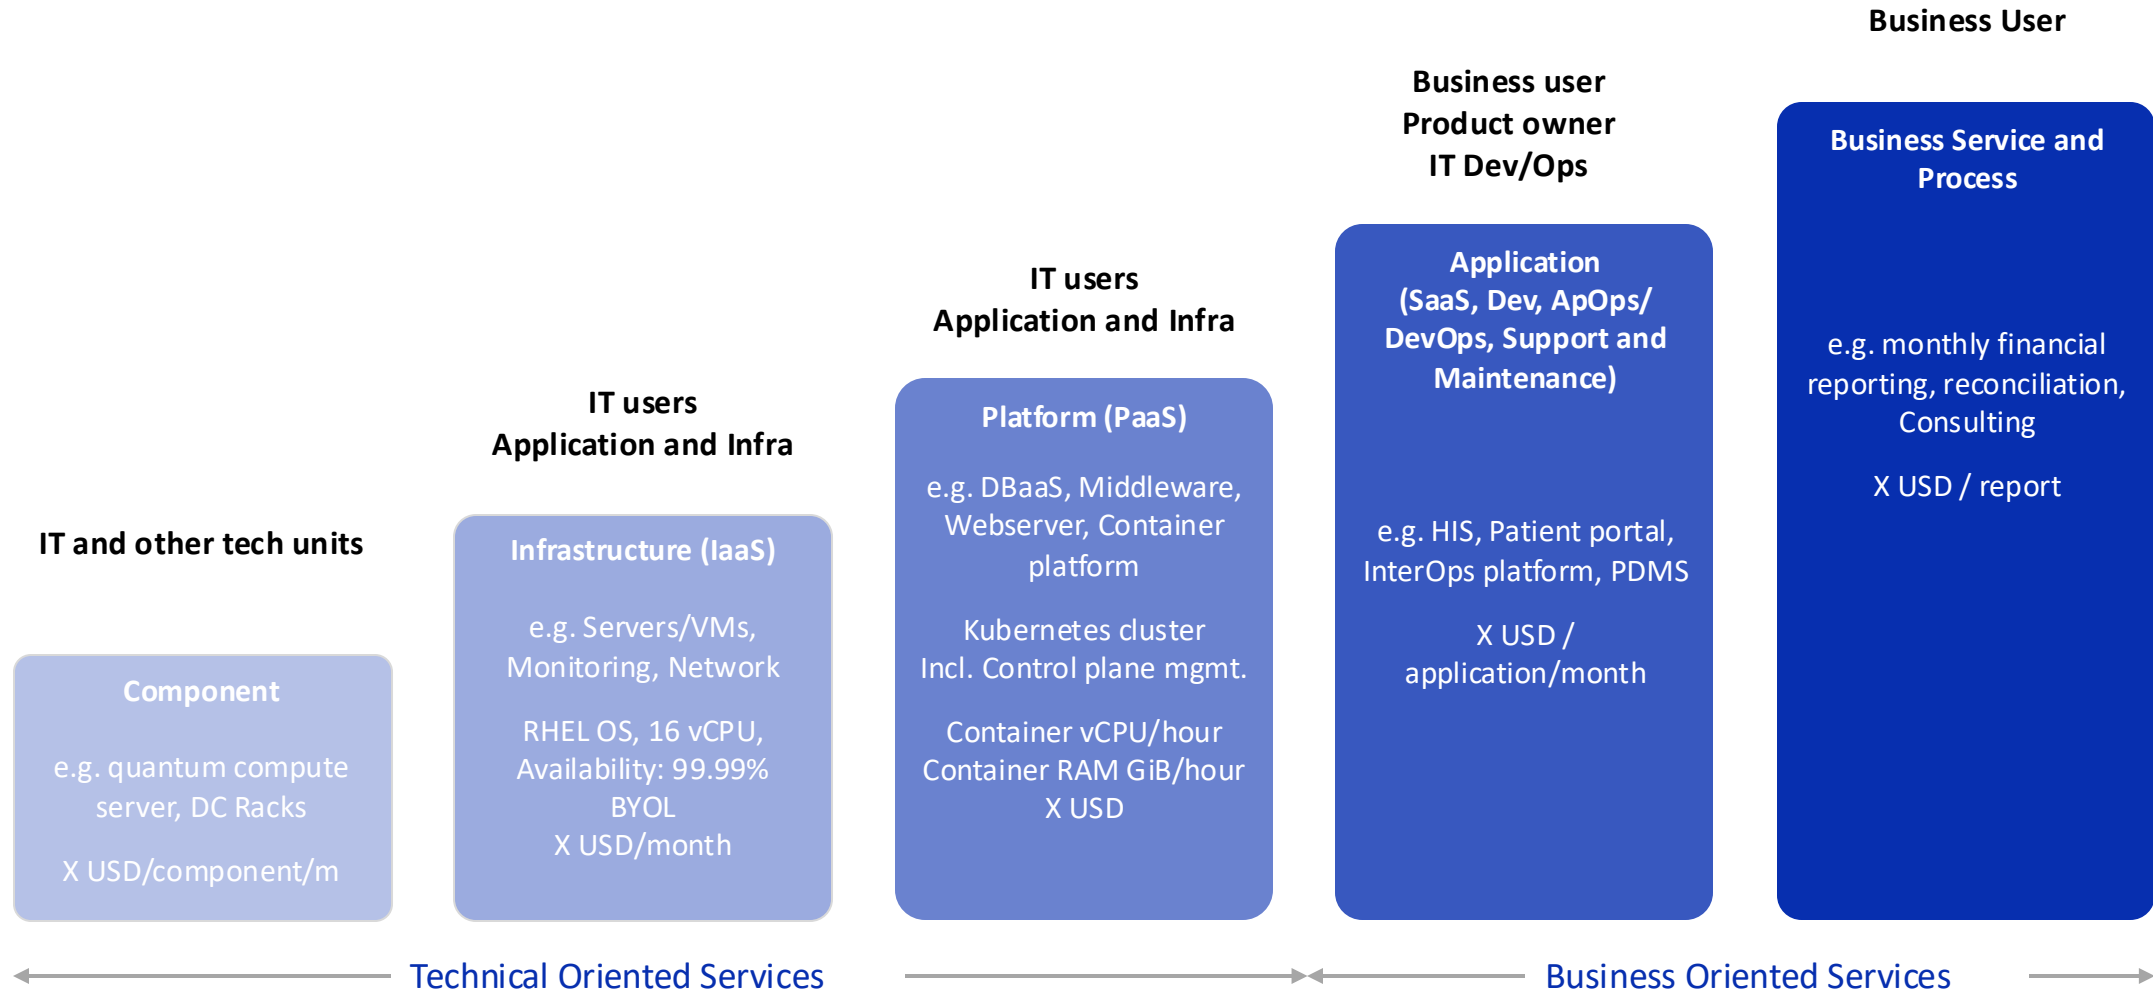 Business User
Business Service and
Process
e.g. monthly financial
reporting, reconciliation,
Consulting
X USD / report
Business user
Product owner
IT Dev/Ops
Application
(SaaS, Dev, ApOps/
DevOps, Support and
Maintenance)
e.g. HIS, Patient portal,
InterOps platform, PDMS
X USD /
application/month
IT users
Application and Infra
Platform (PaaS)
e.g. DBaaS, Middleware,
Webserver, Container
platform
Kubernetes cluster
Incl. Control plane mgmt.
Container vCPU/hour
Container RAM GiB/hour
X USD
IT users
Application and Infra
Infrastructure (IaaS)
e.g. Servers/VMs,
Monitoring, Network
RHEL OS, 16 vCPU,
Availability: 99.99%
BYOL
X USD/month
IT and other tech units
Component
e.g. quantum compute
server, DC Racks
X USD/component/m
Technical Oriented Services
Business Oriented Services